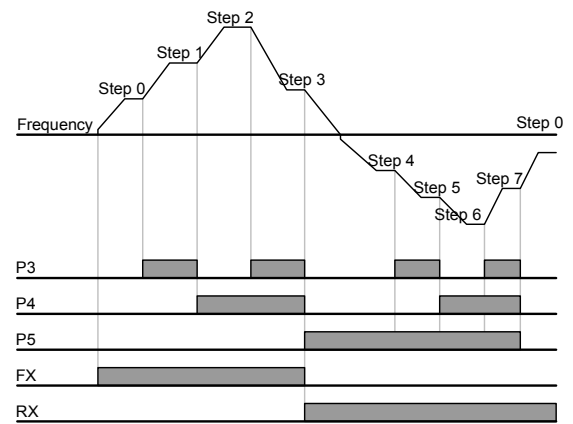 Step 2
Step 1
Step 3
Step 0
Frequency
Step 0
Step 4
Step 7
Step 5
Step 6
P3
P4
P5
FX
RX